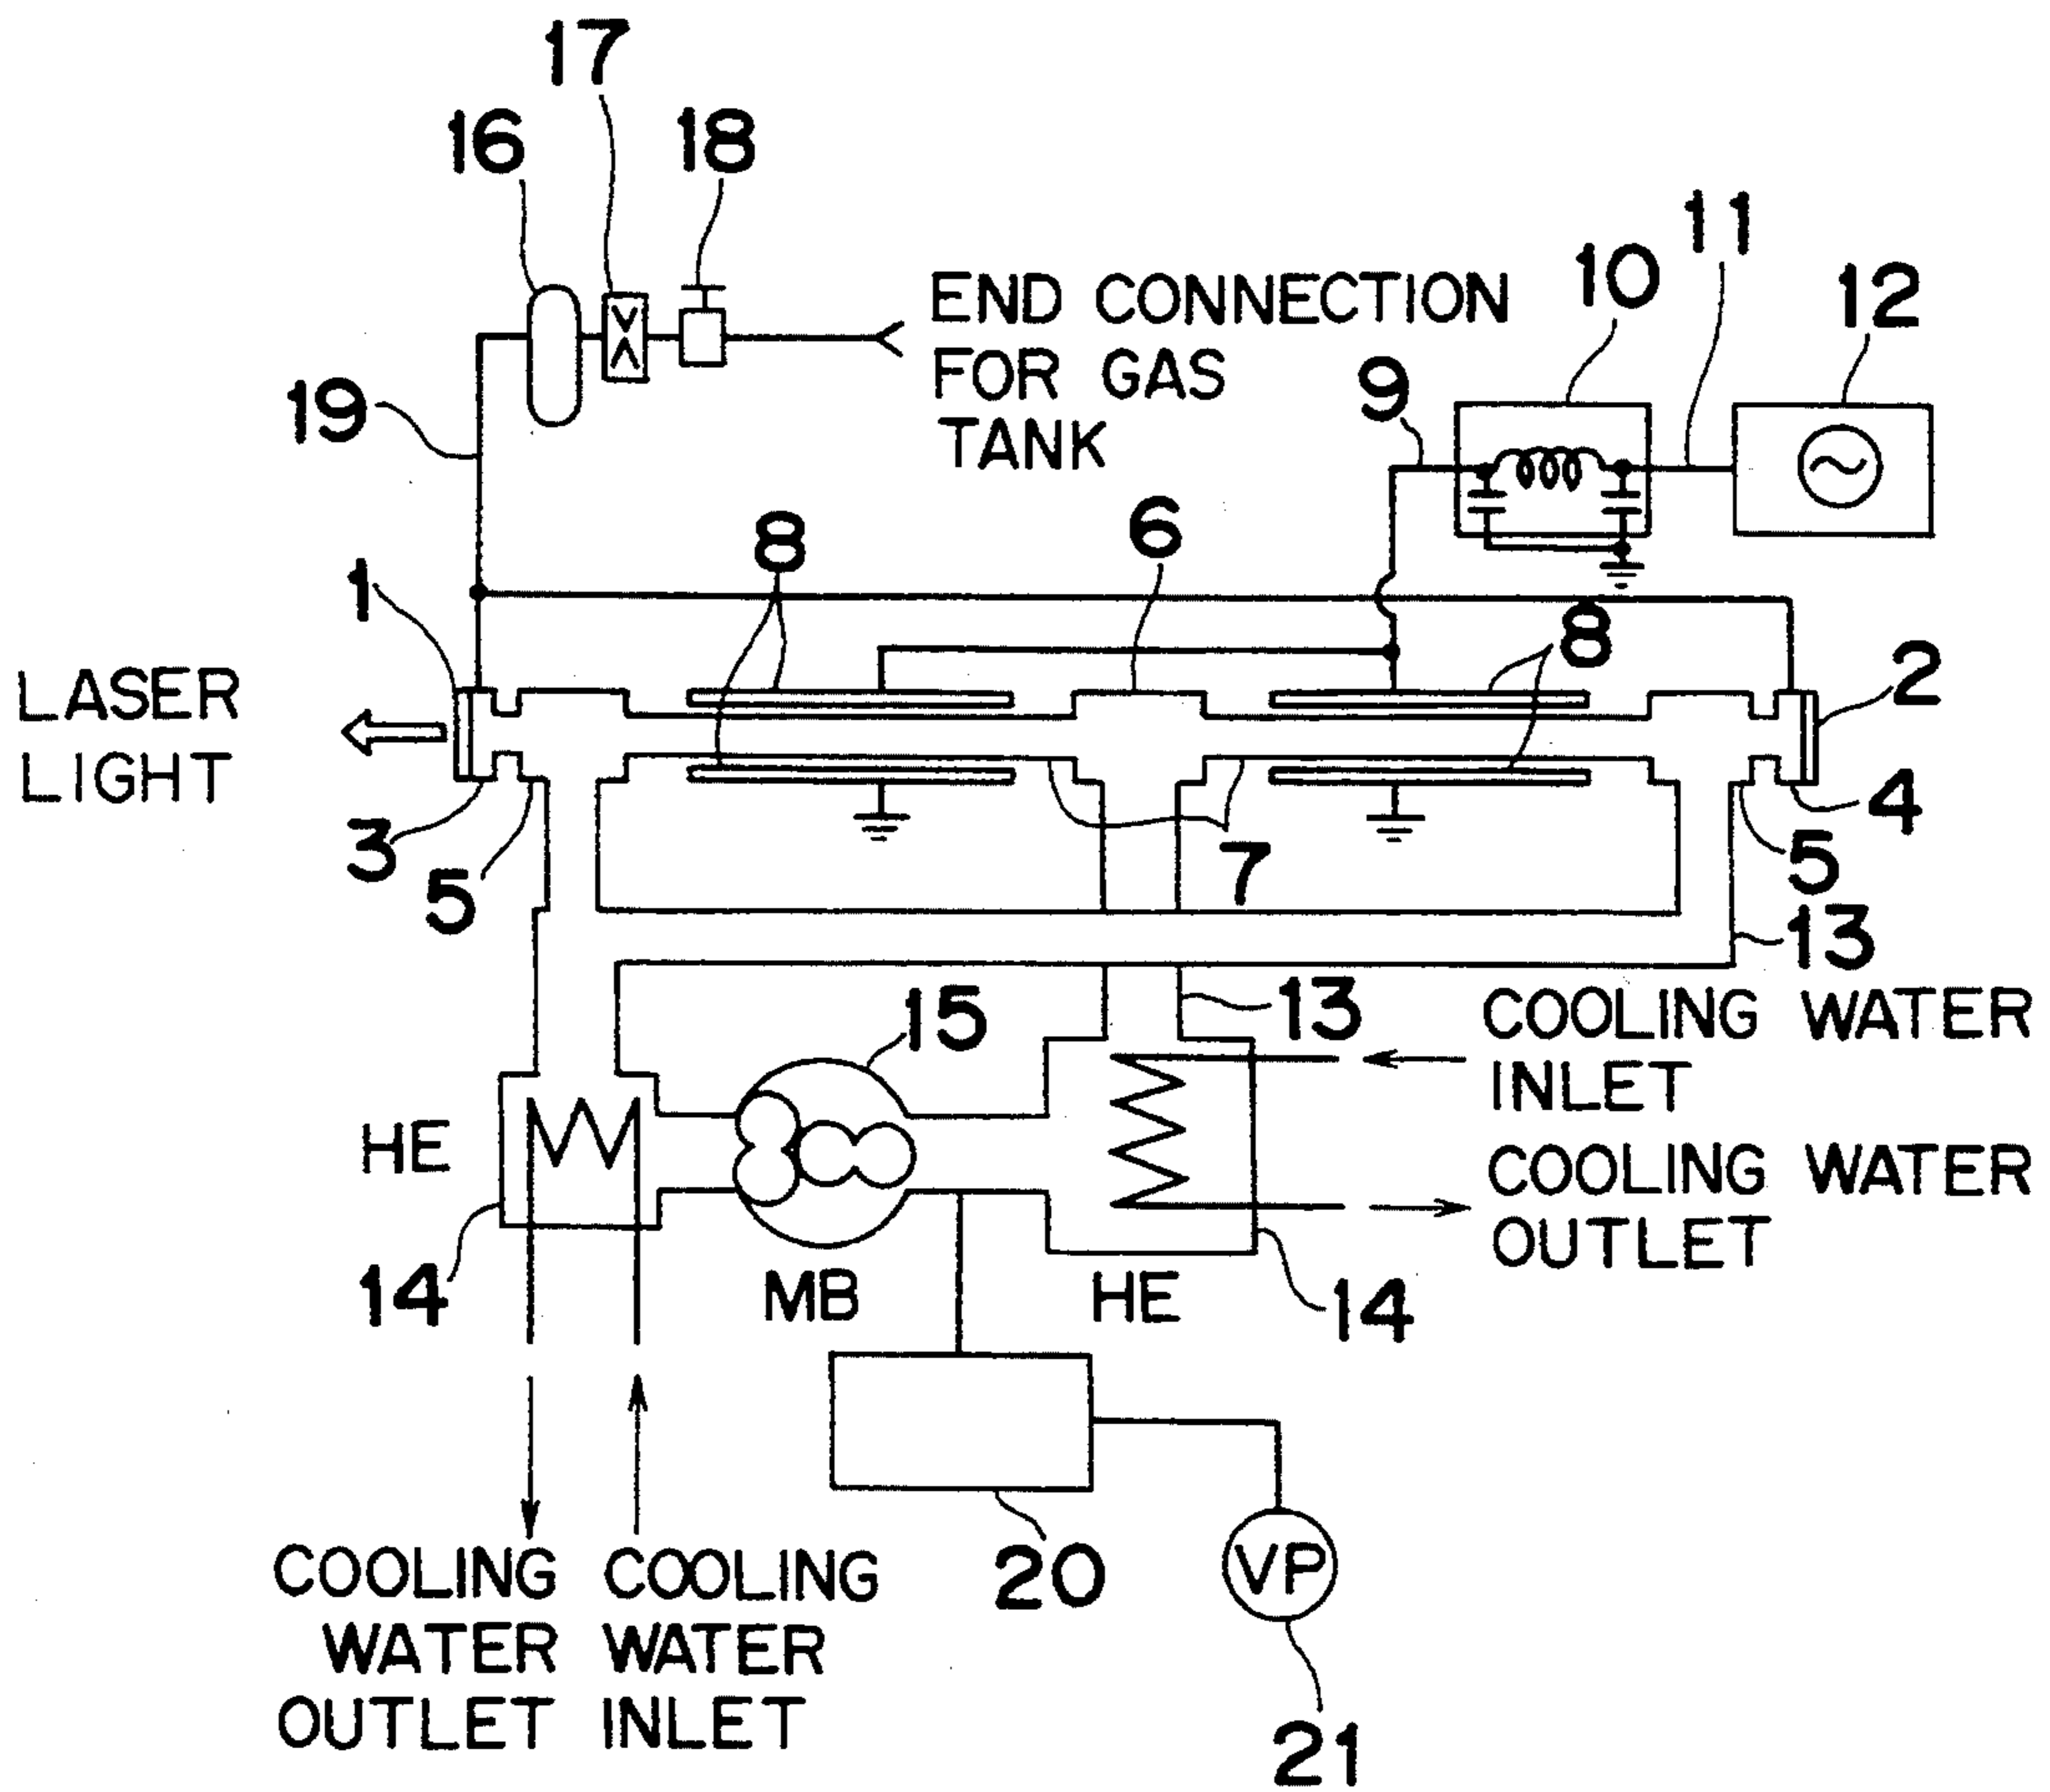 17
16
18
11
10
12
END CONNECTION
FOR GAS
TANK
9
19
8
6
1
8
2
LASER
LIGHT
3
5
7
4
5
13
15
13
COOLING WATER
INLET
HE
COOLING WATER
OUTLET
14
MB
HE
14
COOLING
WATER
OUTLET
COOLING
WATER
INLET
20
VP
21